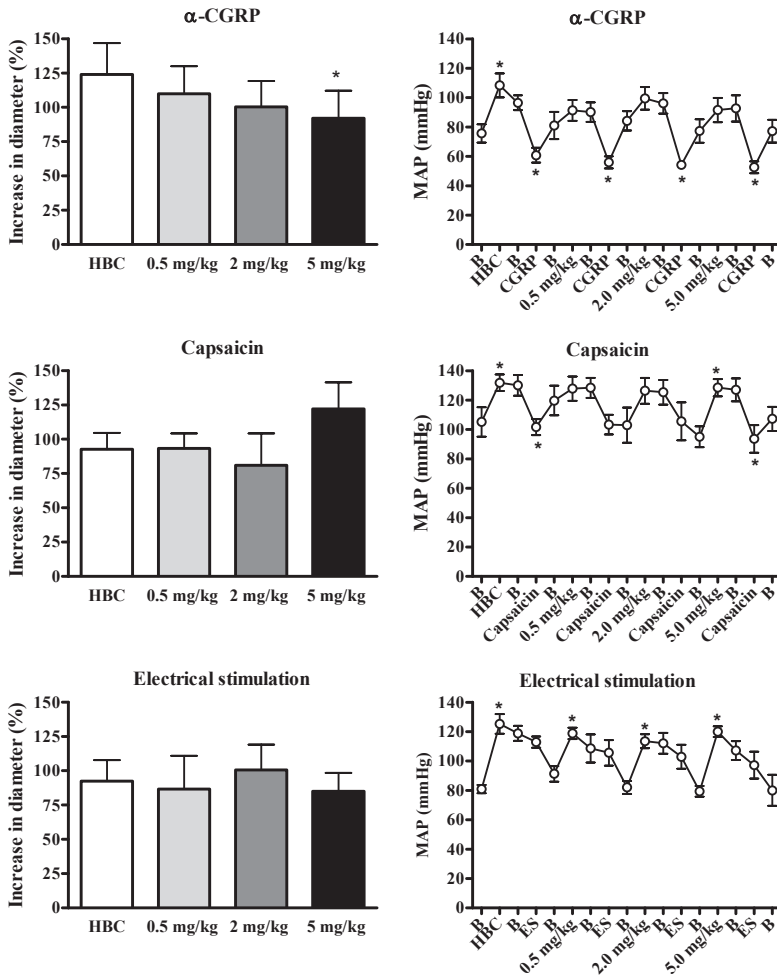 α-CGRP
Increase in diameter (%)
150
125
100
75
50
25
0
*
HBC 0.5 mg/kg 2 mg/kg 5 mg/kg
α-CGRP
MAP (mmHg)
140
120
100
80
60
40
20
0
*
* * * *
B HBC B CGRP B 0.5 mg/kg B CGRP B 2.0 mg/kg B CGRP B 5.0 mg/kg B CGRP B
Capsaicin
Increase in diameter (%)
150
125
100
75
50
25
0
HBC 0.5 mg/kg 2 mg/kg 5 mg/kg
Capsaicin
MAP (mmHg)
140
120
100
80
60
40
20
0
* *
* *
B HBC B Capsaicin B 0.5 mg/kg B Capsaicin B 2.0 mg/kg B Capsaicin B 5.0 mg/kg B Capsaicin B
Electrical stimulation
Increase in diameter (%)
150
125
100
75
50
25
0
HBC 0.5 mg/kg 2 mg/kg 5 mg/kg
Electrical stimulation
MAP (mmHg)
140
120
100
80
60
40
20
0
* * * *
B HBC B ES B 0.5 mg/kg B ES B 2.0 mg/kg B ES B 5.0 mg/kg B ES B